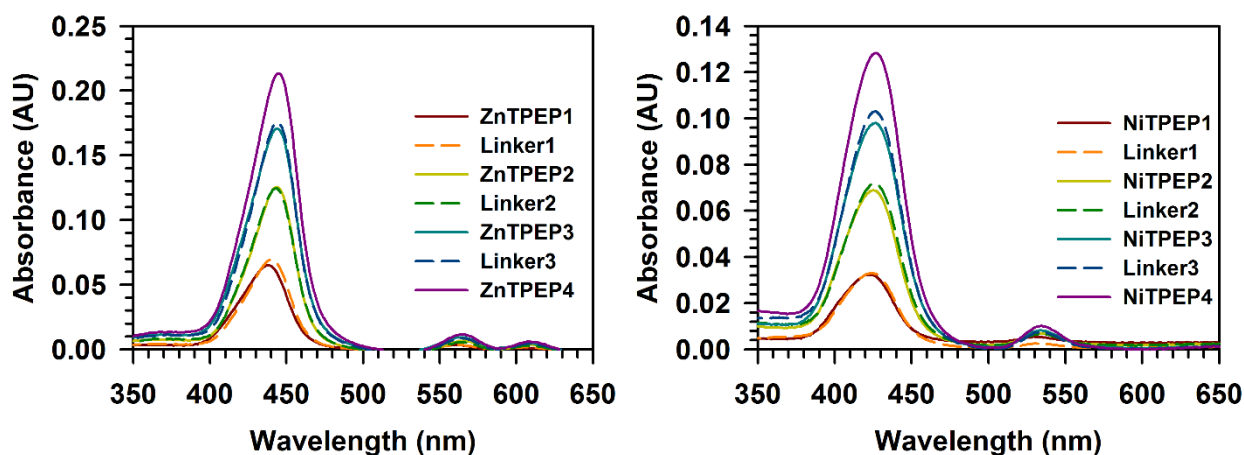 0.25
0.20
0.15
0.10
0.05
0.00
Absorbance (AU)
350 400 450 500 550 600 650
Wavelength (nm)
ZnTPEP1
Linker1
ZnTPEP2
Linker2
ZnTPEP3
Linker3
ZnTPEP4
0.14
0.12
0.10
0.08
0.06
0.04
0.02
0.00
Absorbance (AU)
350 400 450 500 550 600 650
Wavelength (nm)
NiTPEP1
Linker1
NiTPEP2
Linker2
NiTPEP3
Linker3
NiTPEP4